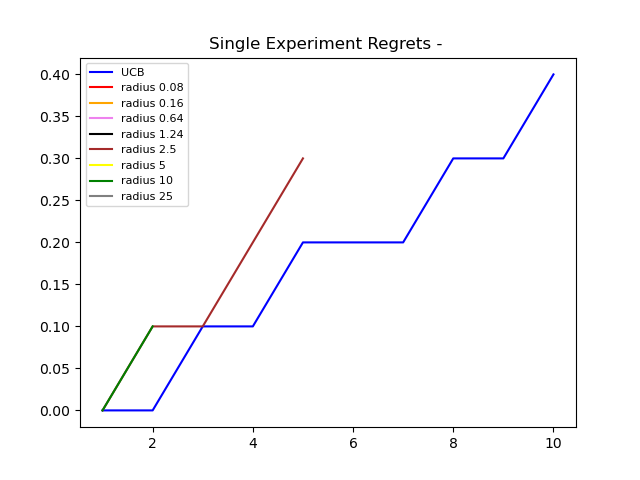 Single Experiment Regrets -
UCB
radius 0.08
radius 0.16
radius 0.64
radius 1.24
radius 2.5
radius 5
radius 10
radius 25
0.40
0.35
0.30
0.25
0.20
0.15
0.10
0.05
0.00
2 4 6 8 10